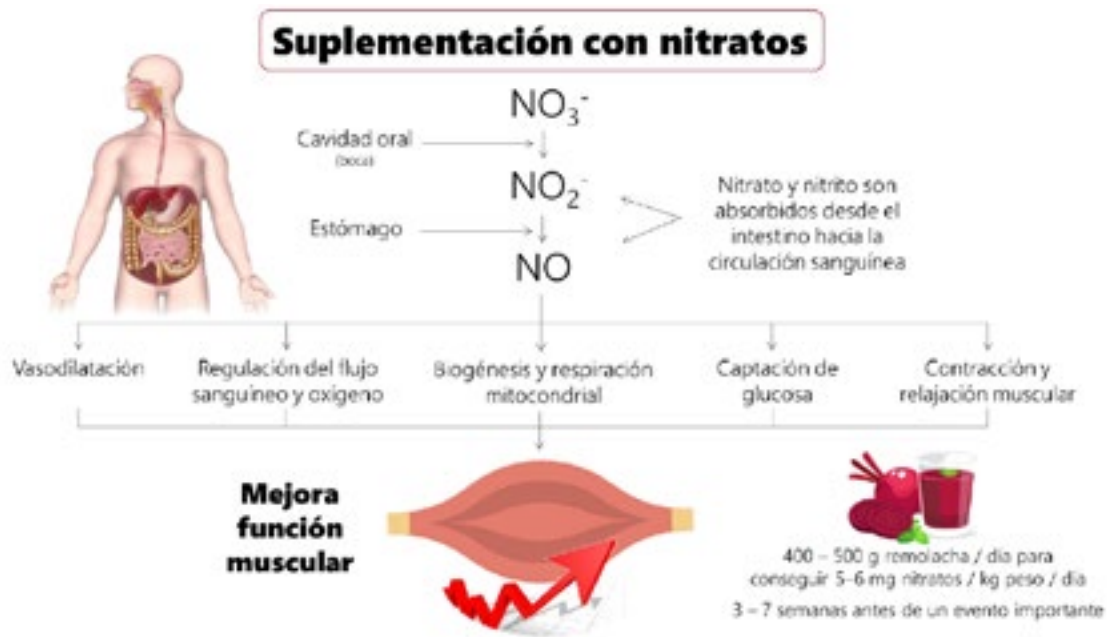 Suplementación con nitratos
NO₃⁻
Cavidad oral
(boca)
NO₂⁻
Nitrato y nitrito son
absorbidos desde el
intestino hacia la
circulación sanguínea
Estómago
NO
Vasodilatación
Regulación del flujo
sanguíneo y oxígeno
Biogénesis y respiración
mitocondrial
Captación de
glucosa
Contracción y
relajación muscular
Mejora
función
muscular
400 – 500 g remolacha / día para
conseguir 5-6 mg nitratos / kg peso / día
3 – 7 semanas antes de un evento importante